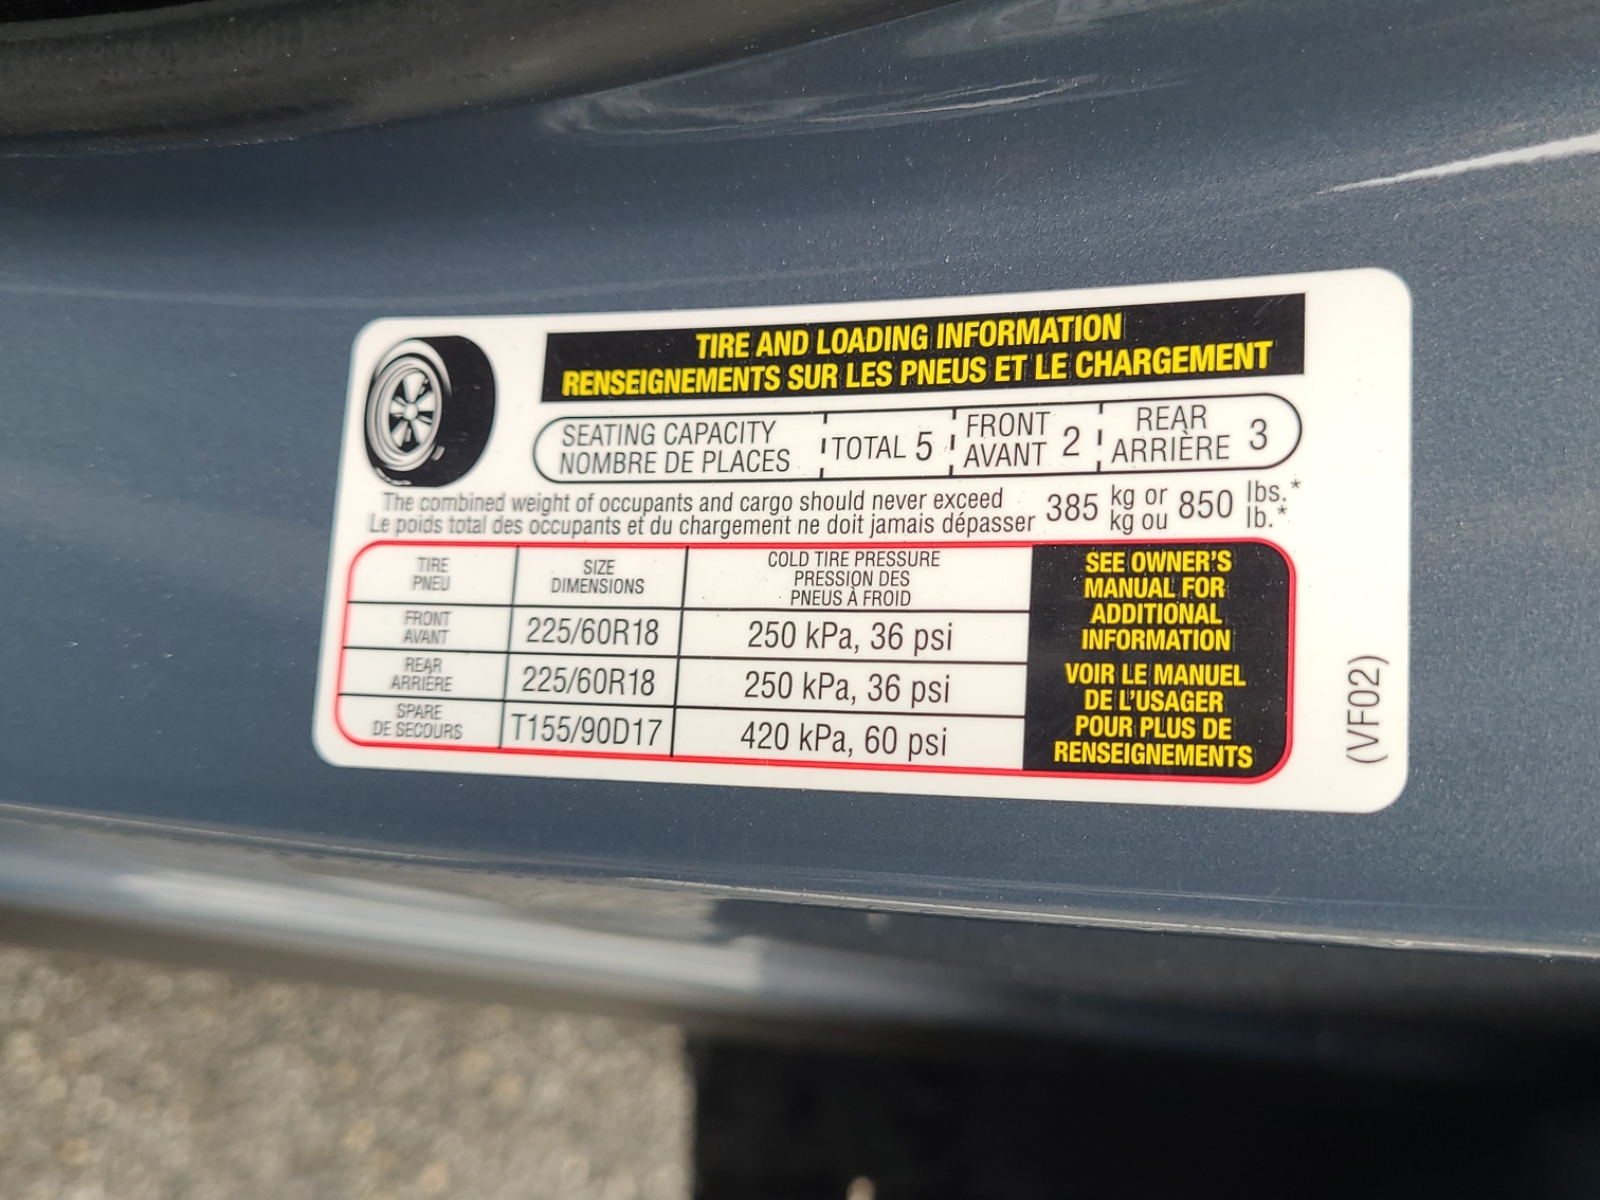 TIRE AND LOADING INFORMATION
RENSEIGNEMENTS SUR LES PNEUS ET LE CHARGEMENT
SEATING CAPACITY
NOMBRE DE PLACES
TOTAL 5
FRONT
AVANT
2
REAR
ARRIÈRE
3
The combined weight of occupants and cargo should never exceed
Le poids total des occupants et du chargement ne doit jamais dépasser
385
kg or
kg ou
850
lbs.*
lb.*
TIRE
PNEU
SIZE
DIMENSIONS
COLD TIRE PRESSURE
PRESSION DES
PNEUS À FROID
FRONT
AVANT
225/60R18
250 kPa, 36 psi
REAR
ARRIÈRE
225/60R18
250 kPa, 36 psi
SPARE
DE SECOURS
T155/90D17
420 kPa, 60 psi
SEE OWNER'S
MANUAL FOR
ADDITIONAL
INFORMATION
VOIR LE MANUEL
DE L'USAGER
POUR PLUS DE
RENSEIGNEMENTS
(VF02)